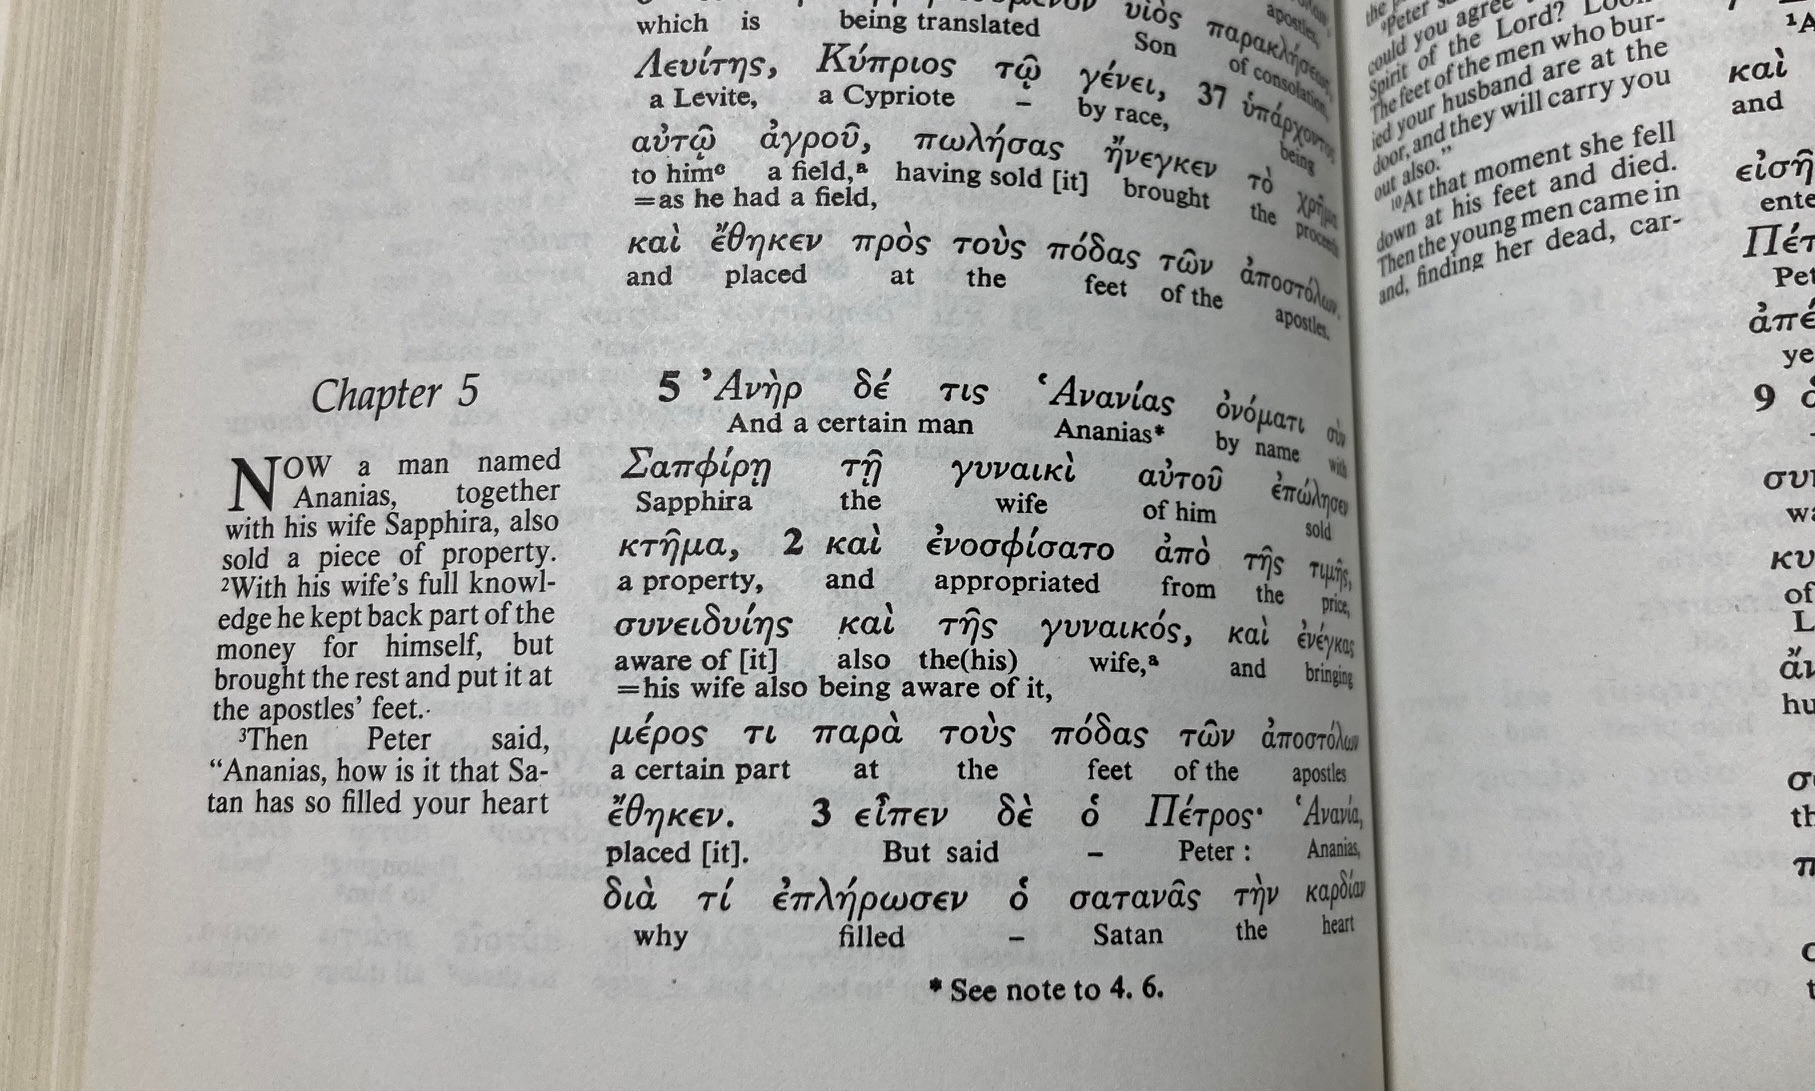 which is being translated Son of consolation,
Λευίτης, Κύπριος τῷ γένει, 37 ὑπάρχοντος
a Levite, a Cypriote – by race, being
αὐτῷ ἀγροῦ, πωλήσας ἤνεγκεν τὸ χρῆμα
to himᶜ a field,ᵃ having sold [it] brought the proceeds
=as he had a field,
καὶ ἔθηκεν πρὸς τοὺς πόδας τῶν ἀποστόλων.
and placed at the feet of the apostles.
Chapter 5
NOW a man named
Ananias, together
with his wife Sapphira, also
sold a piece of property.
²With his wife’s full knowl-
edge he kept back part of the
money for himself, but
brought the rest and put it at
the apostles’ feet.
³Then Peter said,
“Ananias, how is it that Sa-
tan has so filled your heart
5 Ἀνὴρ δέ τις Ἁνανίας ὀνόματι σὺν
And a certain man Ananias* by name with
Σαπφίρῃ τῇ γυναικὶ αὐτοῦ ἐπώλησεν
Sapphira the wife of him sold
κτῆμα, 2 καὶ ἐνοσφίσατο ἀπὸ τῆς τιμῆς,
a property, and appropriated from the price,
συνειδυίης καὶ τῆς γυναικός, καὶ ἐνέγκας
aware of [it] also the(his) wife,ᵃ and bringing
=his wife also being aware of it,
μέρος τι παρὰ τοὺς πόδας τῶν ἀποστόλων
a certain part at the feet of the apostles
ἔθηκεν. 3 εἶπεν δὲ ὁ Πέτρος· Ἁνανία,
placed [it]. But said – Peter : Ananias,
διὰ τί ἐπλήρωσεν ὁ σατανᾶς τὴν καρδίαν
why filled – Satan the heart
* See note to 4. 6.
could you agree
Spirit of the Lord?
The feet of the men who bur-
ied your husband are at the
door, and they will carry you
out also.”
¹⁰At that moment she fell
down at his feet and died.
Then the young men came in
and, finding her dead, car-
καὶ
and
9